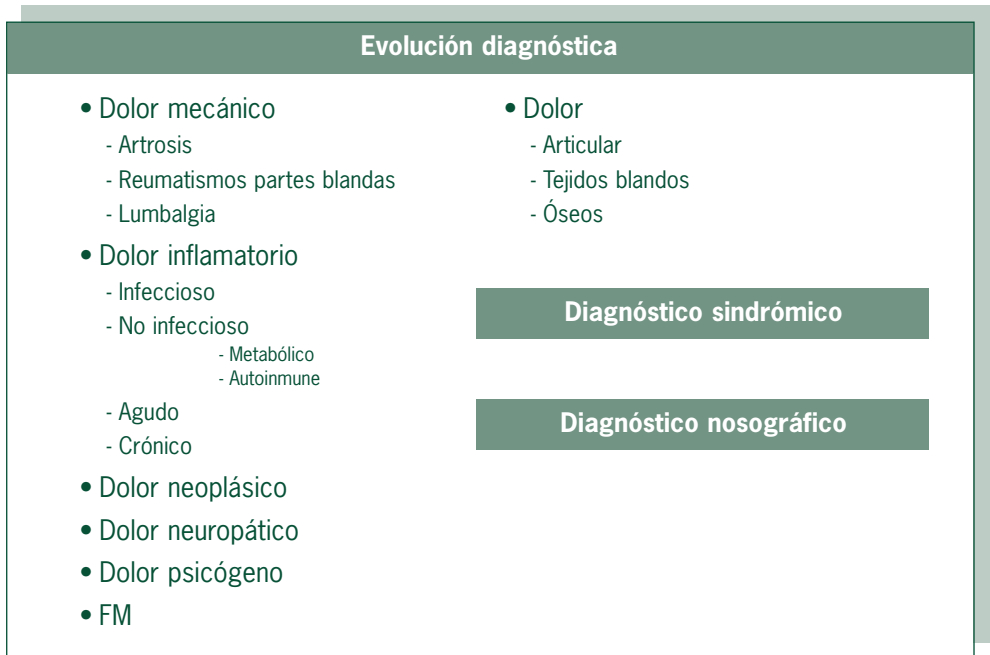 Evolución diagnóstica
• Dolor mecánico
- Artrosis
- Reumatismos partes blandas
- Lumbalgia
• Dolor inflamatorio
- Infeccioso
- No infeccioso
- Metabólico
- Autoinmune
- Agudo
- Crónico
• Dolor neoplásico
• Dolor neuropático
• Dolor psicógeno
• FM
• Dolor
- Articular
- Tejidos blandos
- Óseos
Diagnóstico sindrómico
Diagnóstico nosográfico